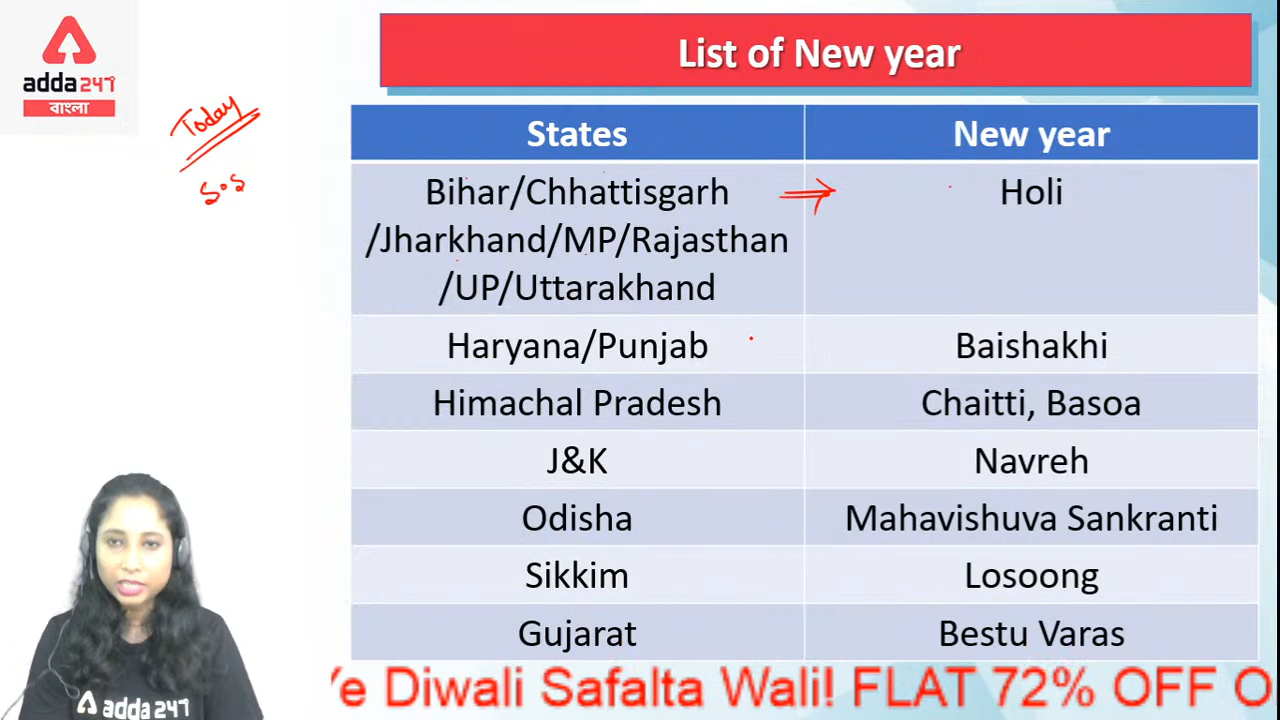 adda247
বাংলা
Today
S.S
List of New year
States New year
Bihar/Chhattisgarh Holi
/Jharkhand/MP/Rajasthan
/UP/Uttarakhand
Haryana/Punjab Baishakhi
Himachal Pradesh Chaitti, Basoa
J&K Navreh
Odisha Mahavishuva Sankranti
Sikkim Losoong
Gujarat Bestu Varas
adda247
Ye Diwali Safalta Wali! FLAT 72% OFF O